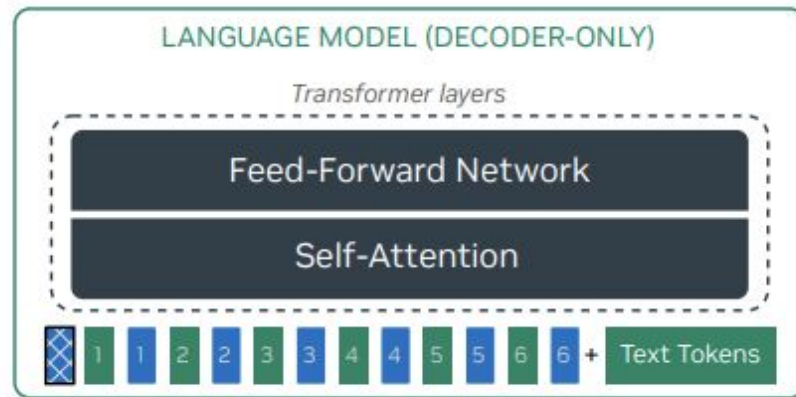 LANGUAGE MODEL (DECODER-ONLY)
Transformer layers
Feed-Forward Network
Self-Attention
1 1 2 2 3 3 4 4 5 5 6 6 + Text Tokens